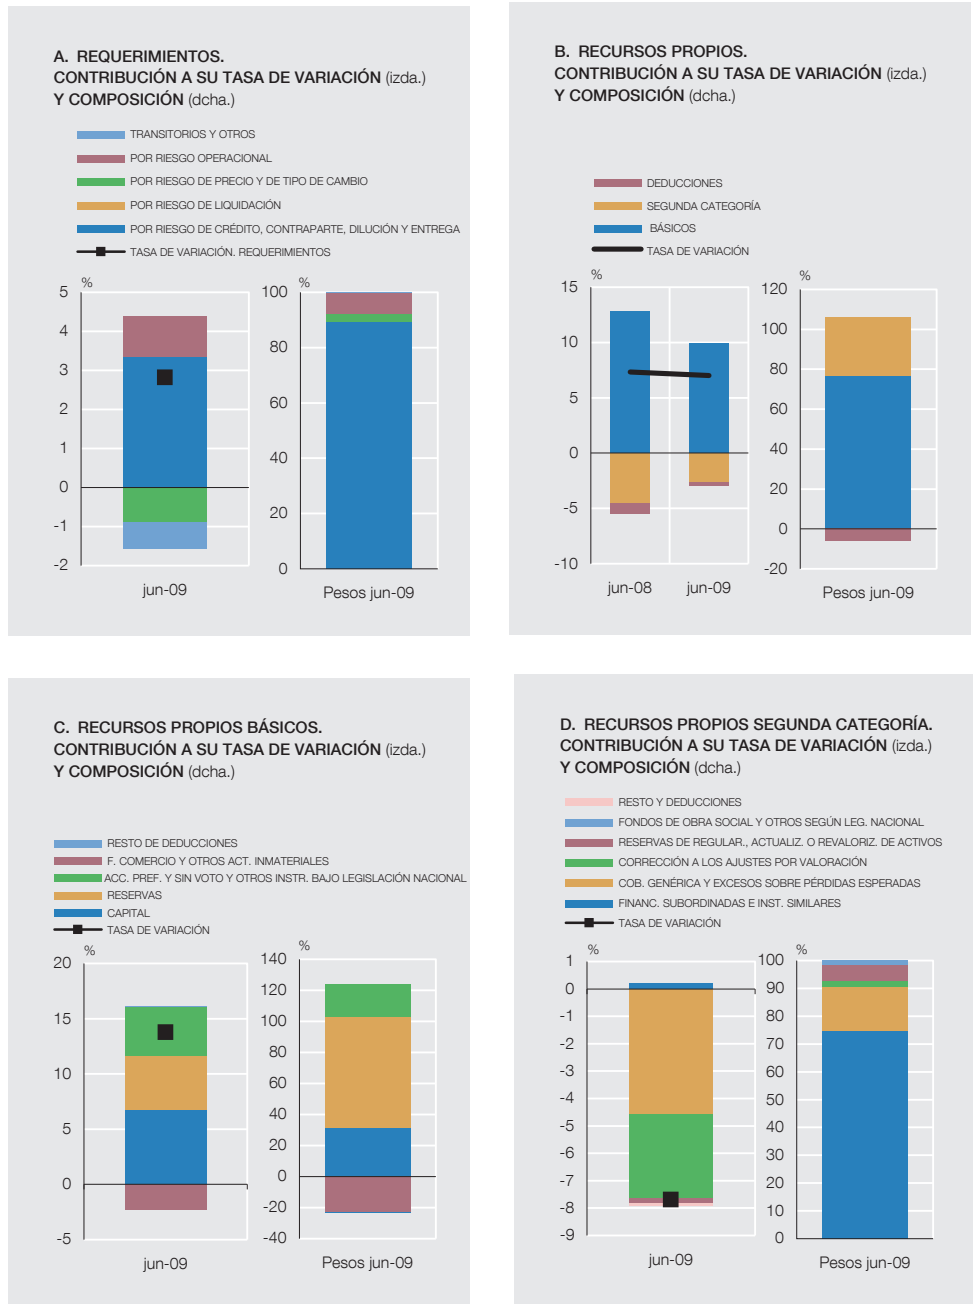 A. REQUERIMIENTOS.
CONTRIBUCIÓN A SU TASA DE VARIACIÓN (izda.)
Y COMPOSICIÓN (dcha.)
TRANSITORIOS Y OTROS
POR RIESGO OPERACIONAL
POR RIESGO DE PRECIO Y DE TIPO DE CAMBIO
POR RIESGO DE LIQUIDACIÓN
POR RIESGO DE CRÉDITO, CONTRAPARTE, DILUCIÓN Y ENTREGA
TASA DE VARIACIÓN. REQUERIMIENTOS
%
5
4
3
2
1
0
-1
-2
jun-09
%
100
80
60
40
20
0
Pesos jun-09
B. RECURSOS PROPIOS.
CONTRIBUCIÓN A SU TASA DE VARIACIÓN (izda.)
Y COMPOSICIÓN (dcha.)
DEDUCCIONES
SEGUNDA CATEGORÍA
BÁSICOS
TASA DE VARIACIÓN
%
15
10
5
0
-5
-10
jun-08 jun-09
%
120
100
80
60
40
20
0
-20
Pesos jun-09
C. RECURSOS PROPIOS BÁSICOS.
CONTRIBUCIÓN A SU TASA DE VARIACIÓN (izda.)
Y COMPOSICIÓN (dcha.)
RESTO DE DEDUCCIONES
F. COMERCIO Y OTROS ACT. INMATERIALES
ACC. PREF. Y SIN VOTO Y OTROS INSTR. BAJO LEGISLACIÓN NACIONAL
RESERVAS
CAPITAL
TASA DE VARIACIÓN
%
20
15
10
5
0
-5
jun-09
%
140
120
100
80
60
40
20
0
-20
-40
Pesos jun-09
D. RECURSOS PROPIOS SEGUNDA CATEGORÍA.
CONTRIBUCIÓN A SU TASA DE VARIACIÓN (izda.)
Y COMPOSICIÓN (dcha.)
RESTO Y DEDUCCIONES
FONDOS DE OBRA SOCIAL Y OTROS SEGÚN LEG. NACIONAL
RESERVAS DE REGULAR., ACTUALIZ. O REVALORIZ. DE ACTIVOS
CORRECCIÓN A LOS AJUSTES POR VALORACIÓN
COB. GENÉRICA Y EXCESOS SOBRE PÉRDIDAS ESPERADAS
FINANC. SUBORDINADAS E INST. SIMILARES
TASA DE VARIACIÓN
%
1
0
-1
-2
-3
-4
-5
-6
-7
-8
-9
jun-09
%
100
90
80
70
60
50
40
30
20
10
0
Pesos jun-09